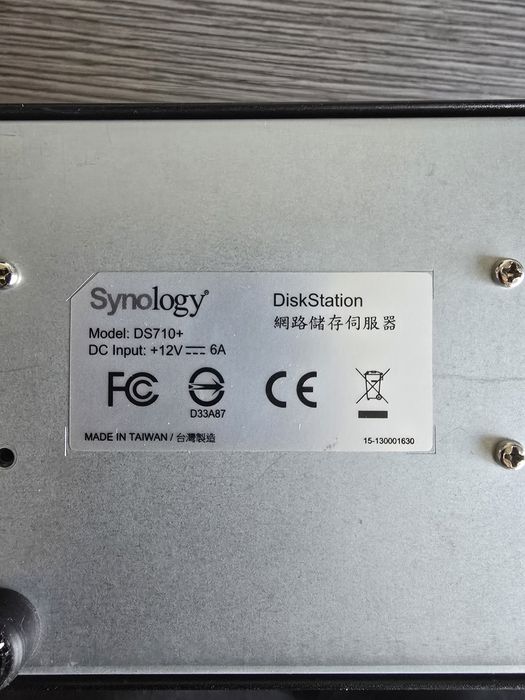 Synology®
DiskStation
網路儲存伺服器
Model: DS710+
DC Input: +12V⎓ 6A
FC
D33A87
CE
MADE IN TAIWAN / 台灣製造
15-130001630